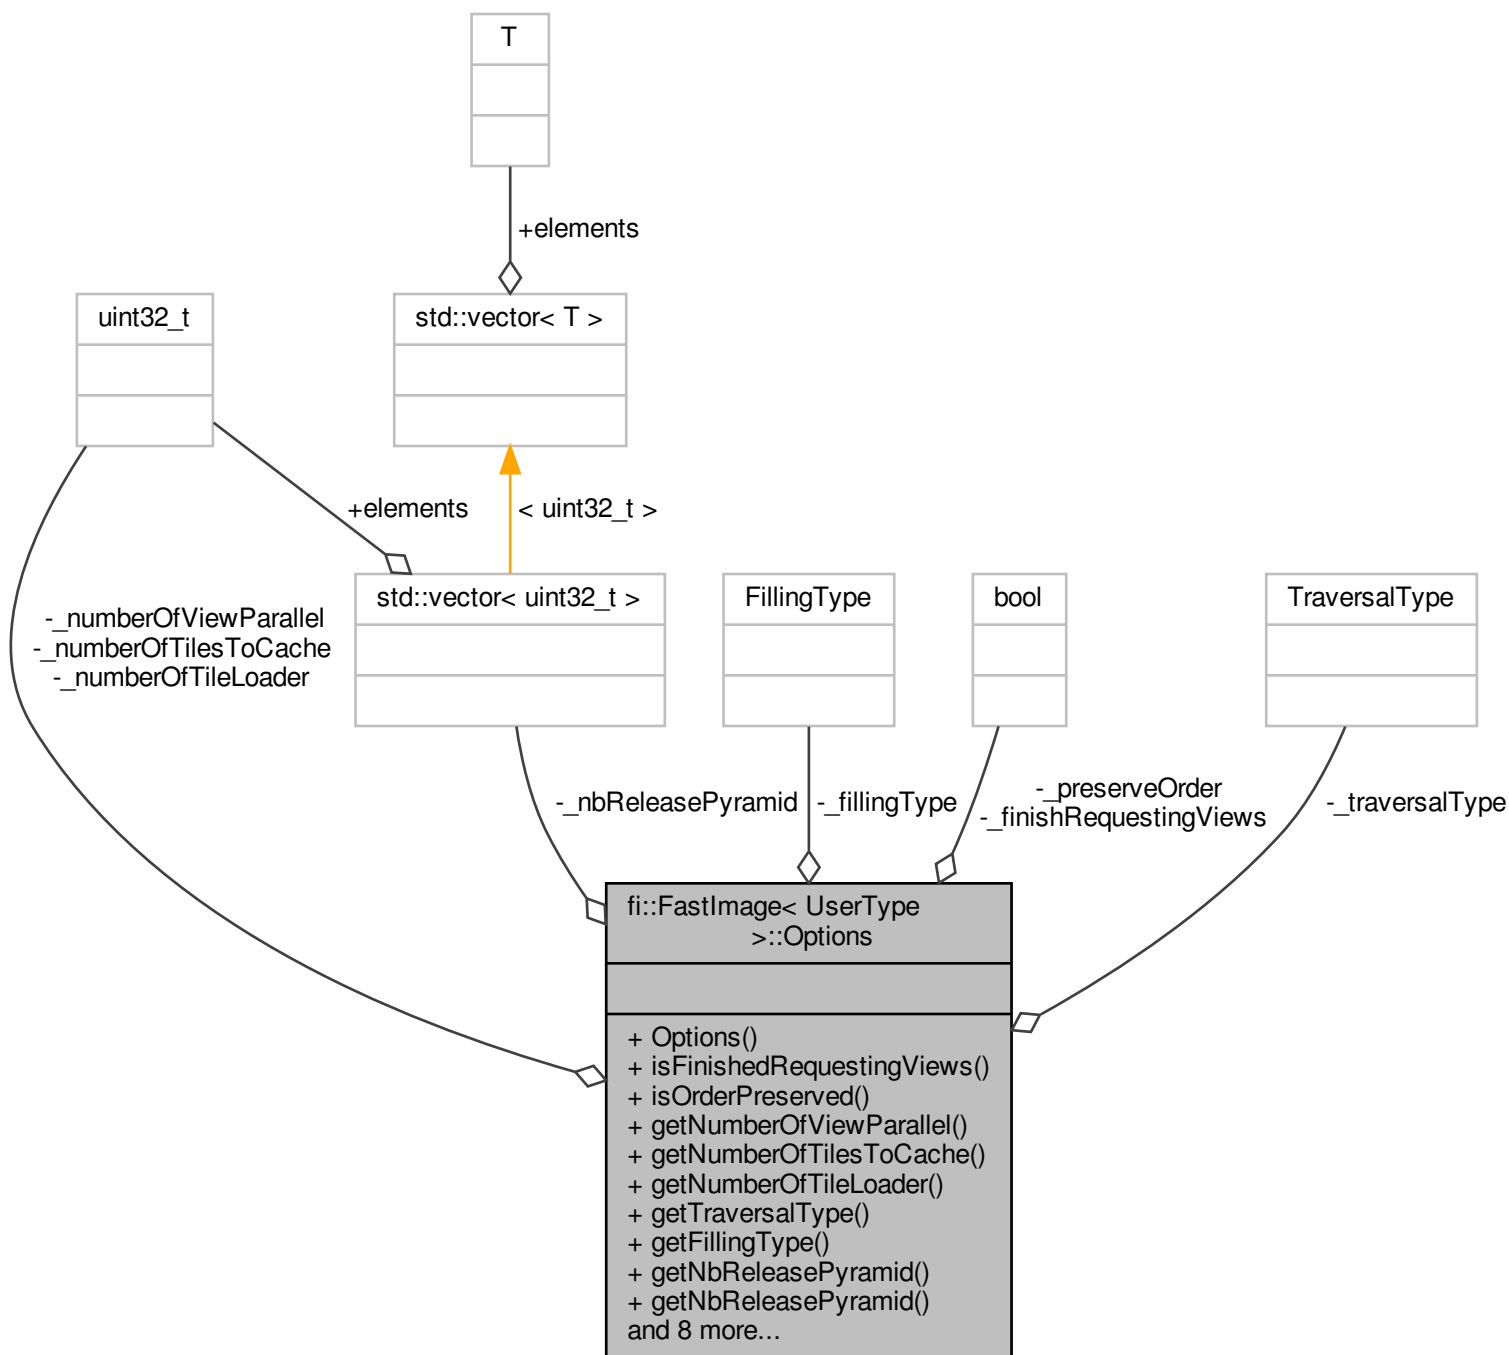 T
+elements
uint32_t
std::vector< T >
+elements
< uint32_t >
std::vector< uint32_t >
FillingType
bool
TraversalType
-_numberOfViewParallel
-_numberOfTilesToCache
-_numberOfTileLoader
-_nbReleasePyramid
-_fillingType
-_preserveOrder
-_finishRequestingViews
-_traversalType
fi::FastImage< UserType
>::Options
+ Options()
+ isFinishedRequestingViews()
+ isOrderPreserved()
+ getNumberOfViewParallel()
+ getNumberOfTilesToCache()
+ getNumberOfTileLoader()
+ getTraversalType()
+ getFillingType()
+ getNbReleasePyramid()
+ getNbReleasePyramid()
and 8 more...